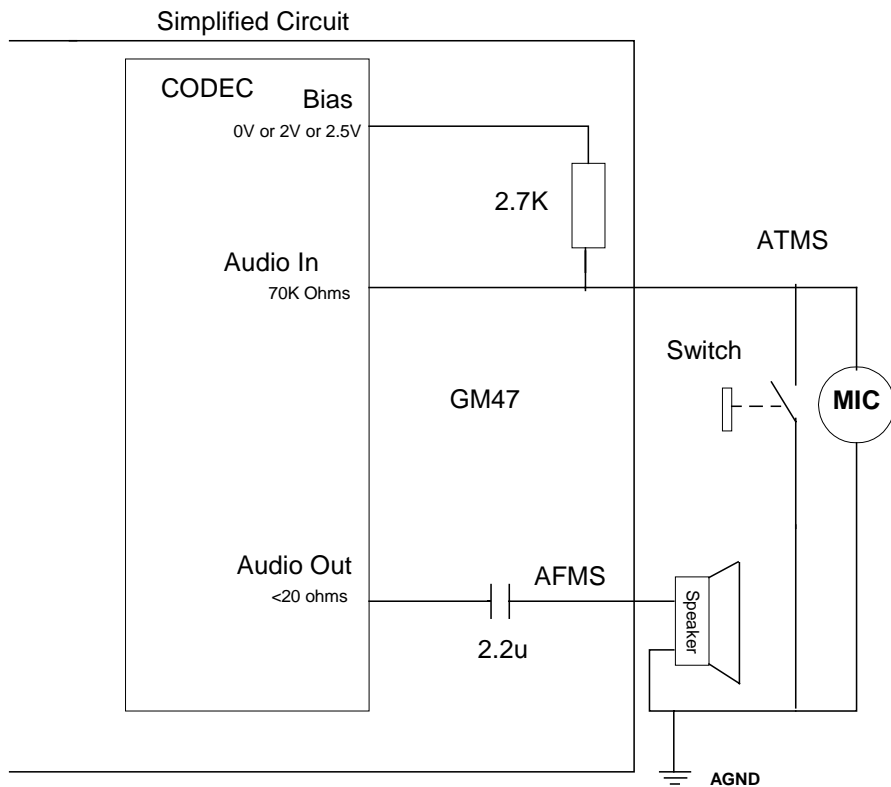 Simplified Circuit
CODEC
Bias
0V or 2V or 2.5V
2.7K
ATMS
Audio In
70K Ohms
Switch
GM47
MIC
Audio Out
<20 ohms
AFMS
Speaker
2.2u
AGND